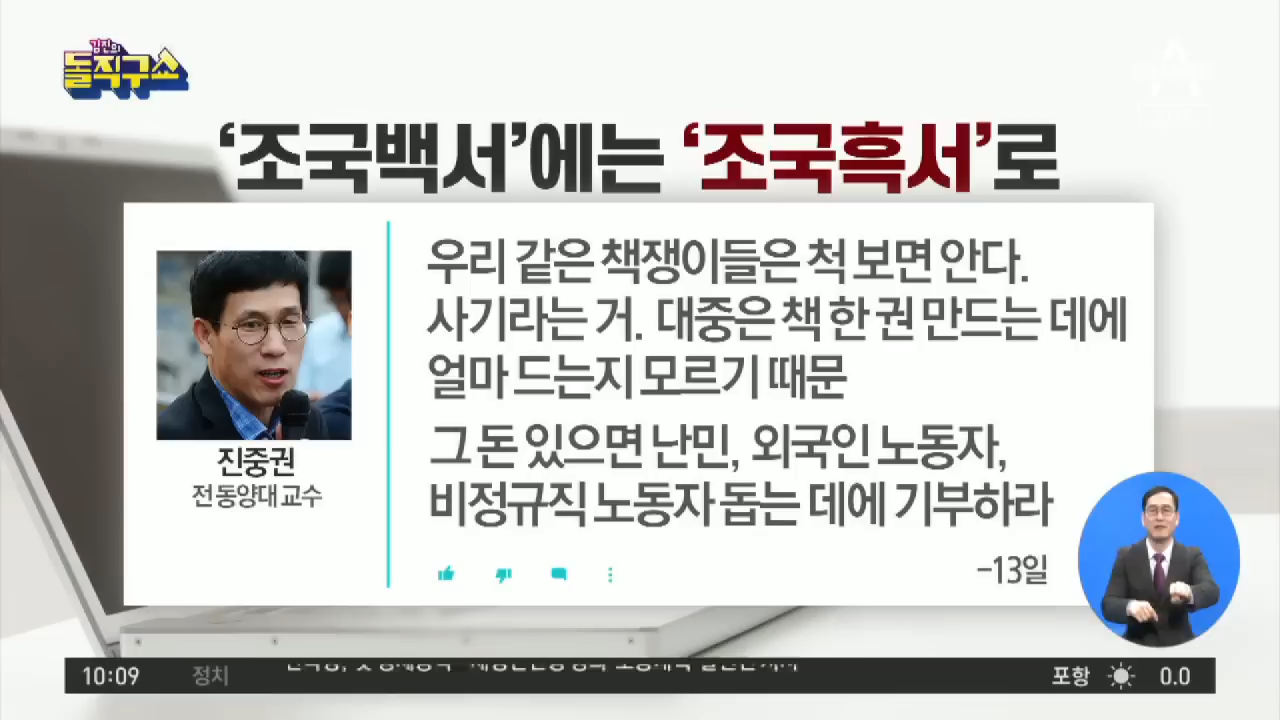 김진의
돌직구쇼
‘조국백서’에는 ‘조국흑서’로
우리 같은 책쟁이들은 척 보면 안다.
사기라는 거. 대중은 책 한 권 만드는 데에
얼마 드는지 모르기 때문
그 돈 있으면 난민, 외국인 노동자,
비정규직 노동자 돕는 데에 기부하라
-13일
진중권
전 동양대 교수
10:09 정치
포항 0.0